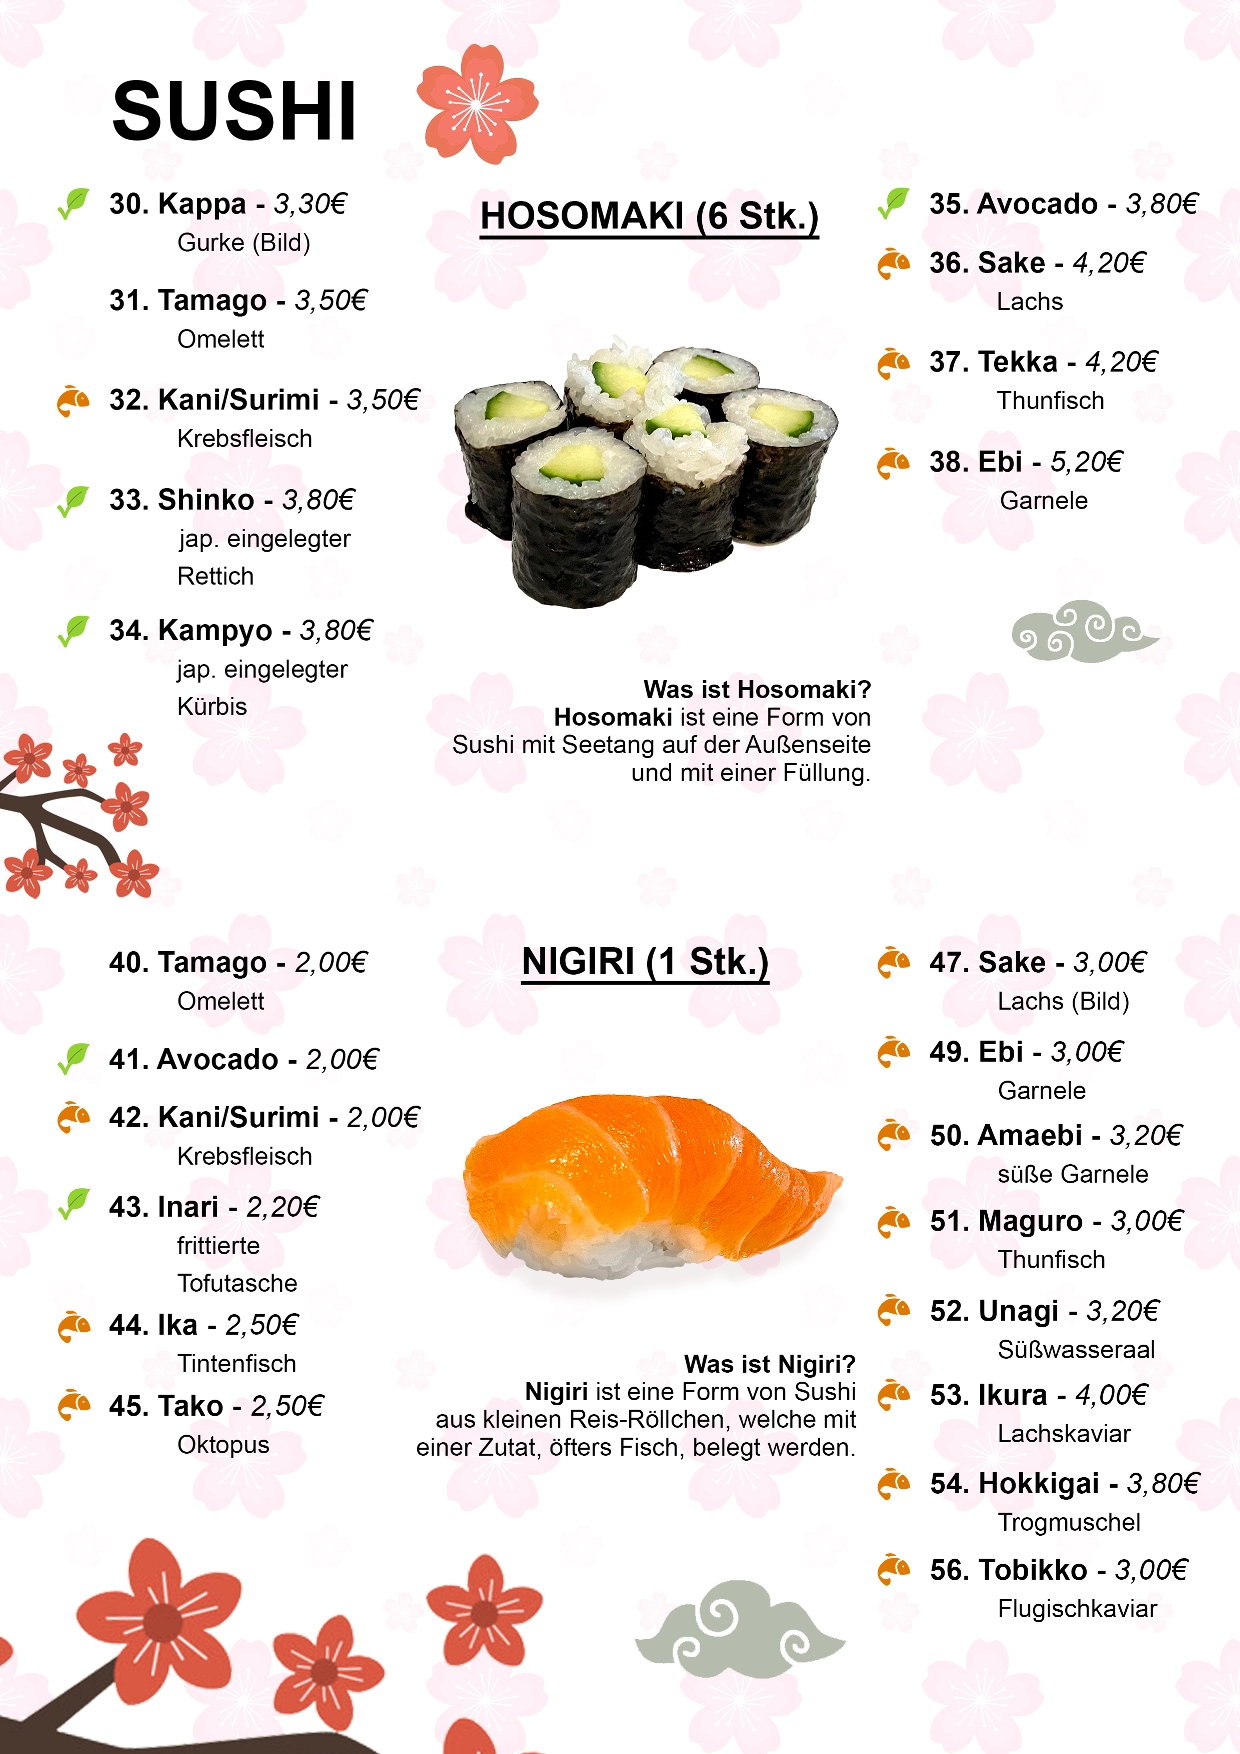 SUSHI
30. Kappa - 3,30€
Gurke (Bild)
31. Tamago - 3,50€
Omelett
32. Kani/Surimi - 3,50€
Krebsfleisch
33. Shinko - 3,80€
jap. eingelegter
Rettich
34. Kampyo - 3,80€
jap. eingelegter
Kürbis
HOSOMAKI (6 Stk.)
Was ist Hosomaki?
Hosomaki ist eine Form von
Sushi mit Seetang auf der Außenseite
und mit einer Füllung.
35. Avocado - 3,80€
36. Sake - 4,20€
Lachs
37. Tekka - 4,20€
Thunfisch
38. Ebi - 5,20€
Garnele
40. Tamago - 2,00€
Omelett
41. Avocado - 2,00€
42. Kani/Surimi - 2,00€
Krebsfleisch
43. Inari - 2,20€
frittierte
Tofutasche
44. Ika - 2,50€
Tintenfisch
45. Tako - 2,50€
Oktopus
NIGIRI (1 Stk.)
Was ist Nigiri?
Nigiri ist eine Form von Sushi
aus kleinen Reis-Röllchen, welche mit
einer Zutat, öfters Fisch, belegt werden.
47. Sake - 3,00€
Lachs (Bild)
49. Ebi - 3,00€
Garnele
50. Amaebi - 3,20€
süße Garnele
51. Maguro - 3,00€
Thunfisch
52. Unagi - 3,20€
Süßwasseraal
53. Ikura - 4,00€
Lachskaviar
54. Hokkigai - 3,80€
Trogmuschel
56. Tobikko - 3,00€
Flugischkaviar